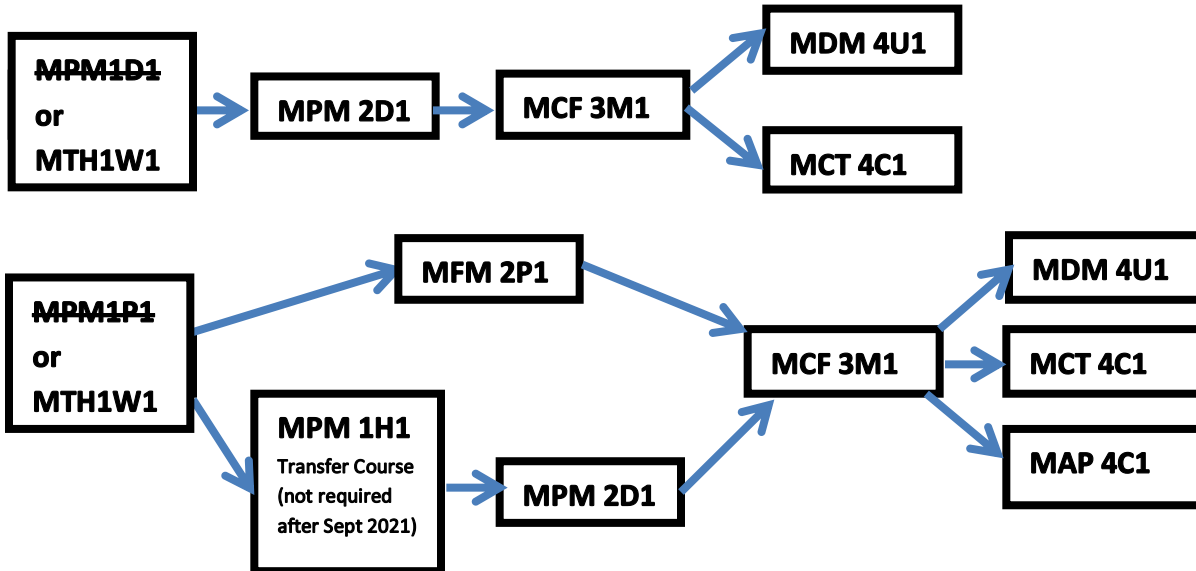 MPM1D1
or
MTH1W1
MPM 2D1
MCF 3M1
MDM 4U1
MCT 4C1
MPM1P1
or
MTH1W1
MFM 2P1
MPM 1H1
Transfer Course
(not required
after Sept 2021)
MPM 2D1
MCF 3M1
MDM 4U1
MCT 4C1
MAP 4C1